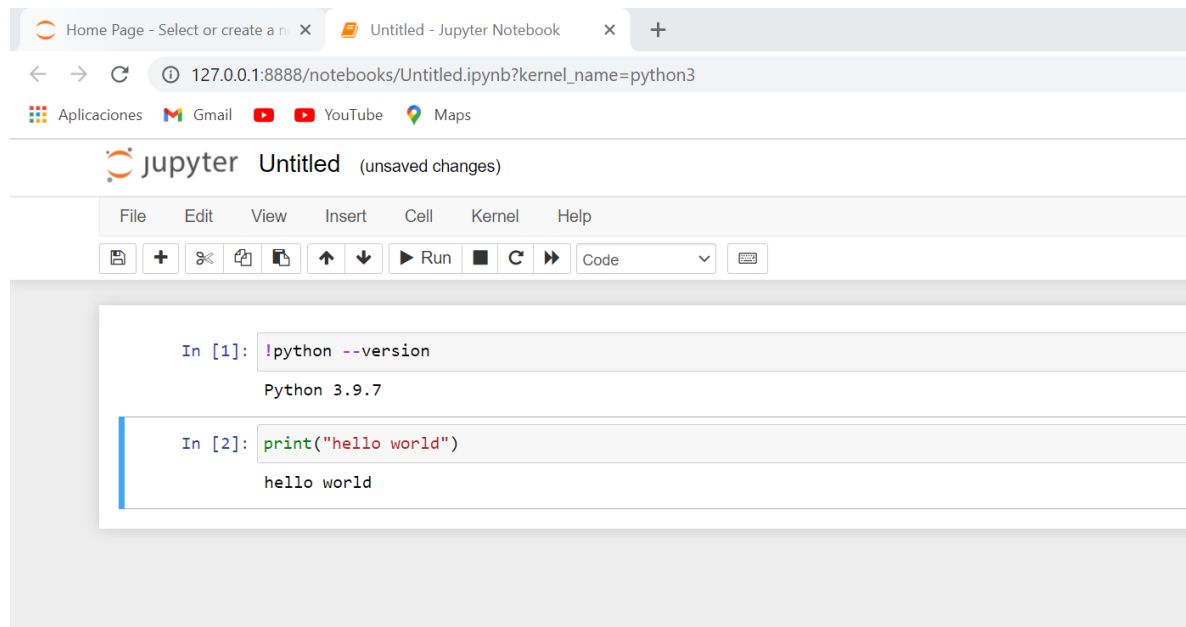 Home Page - Select or create a n Untitled - Jupyter Notebook
127.0.0.1:8888/notebooks/Untitled.ipynb?kernel_name=python3
Aplicaciones Gmail YouTube Maps
jupyter Untitled (unsaved changes)
File Edit View Insert Cell Kernel Help
Run Code
In [1]: !python --version
Python 3.9.7
In [2]: print("hello world")
hello world